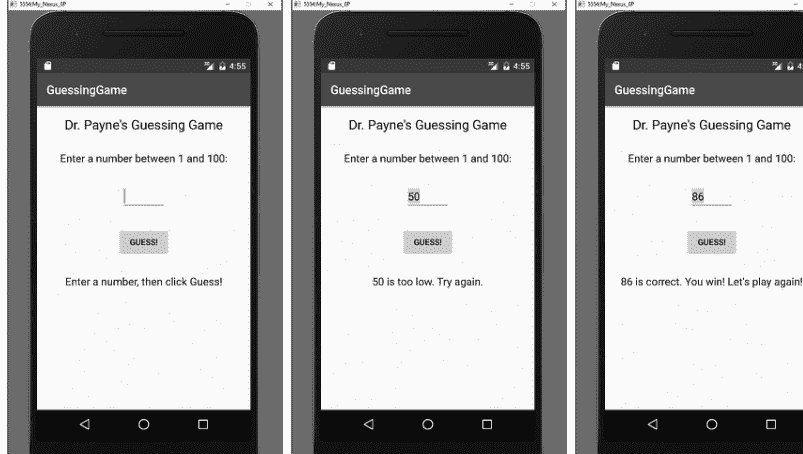 5554:My_Nexus_6P
4:55
GuessingGame
Dr. Payne's Guessing Game
Enter a number between 1 and 100:
GUESS!
Enter a number, then click Guess!
5554:My_Nexus_6P
4:55
GuessingGame
Dr. Payne's Guessing Game
Enter a number between 1 and 100:
50
GUESS!
50 is too low. Try again.
5554:My_Nexus_6P
GuessingGame
Dr. Payne's Guessing Game
Enter a number between 1 and 100:
86
GUESS!
86 is correct. You win! Let's play again!